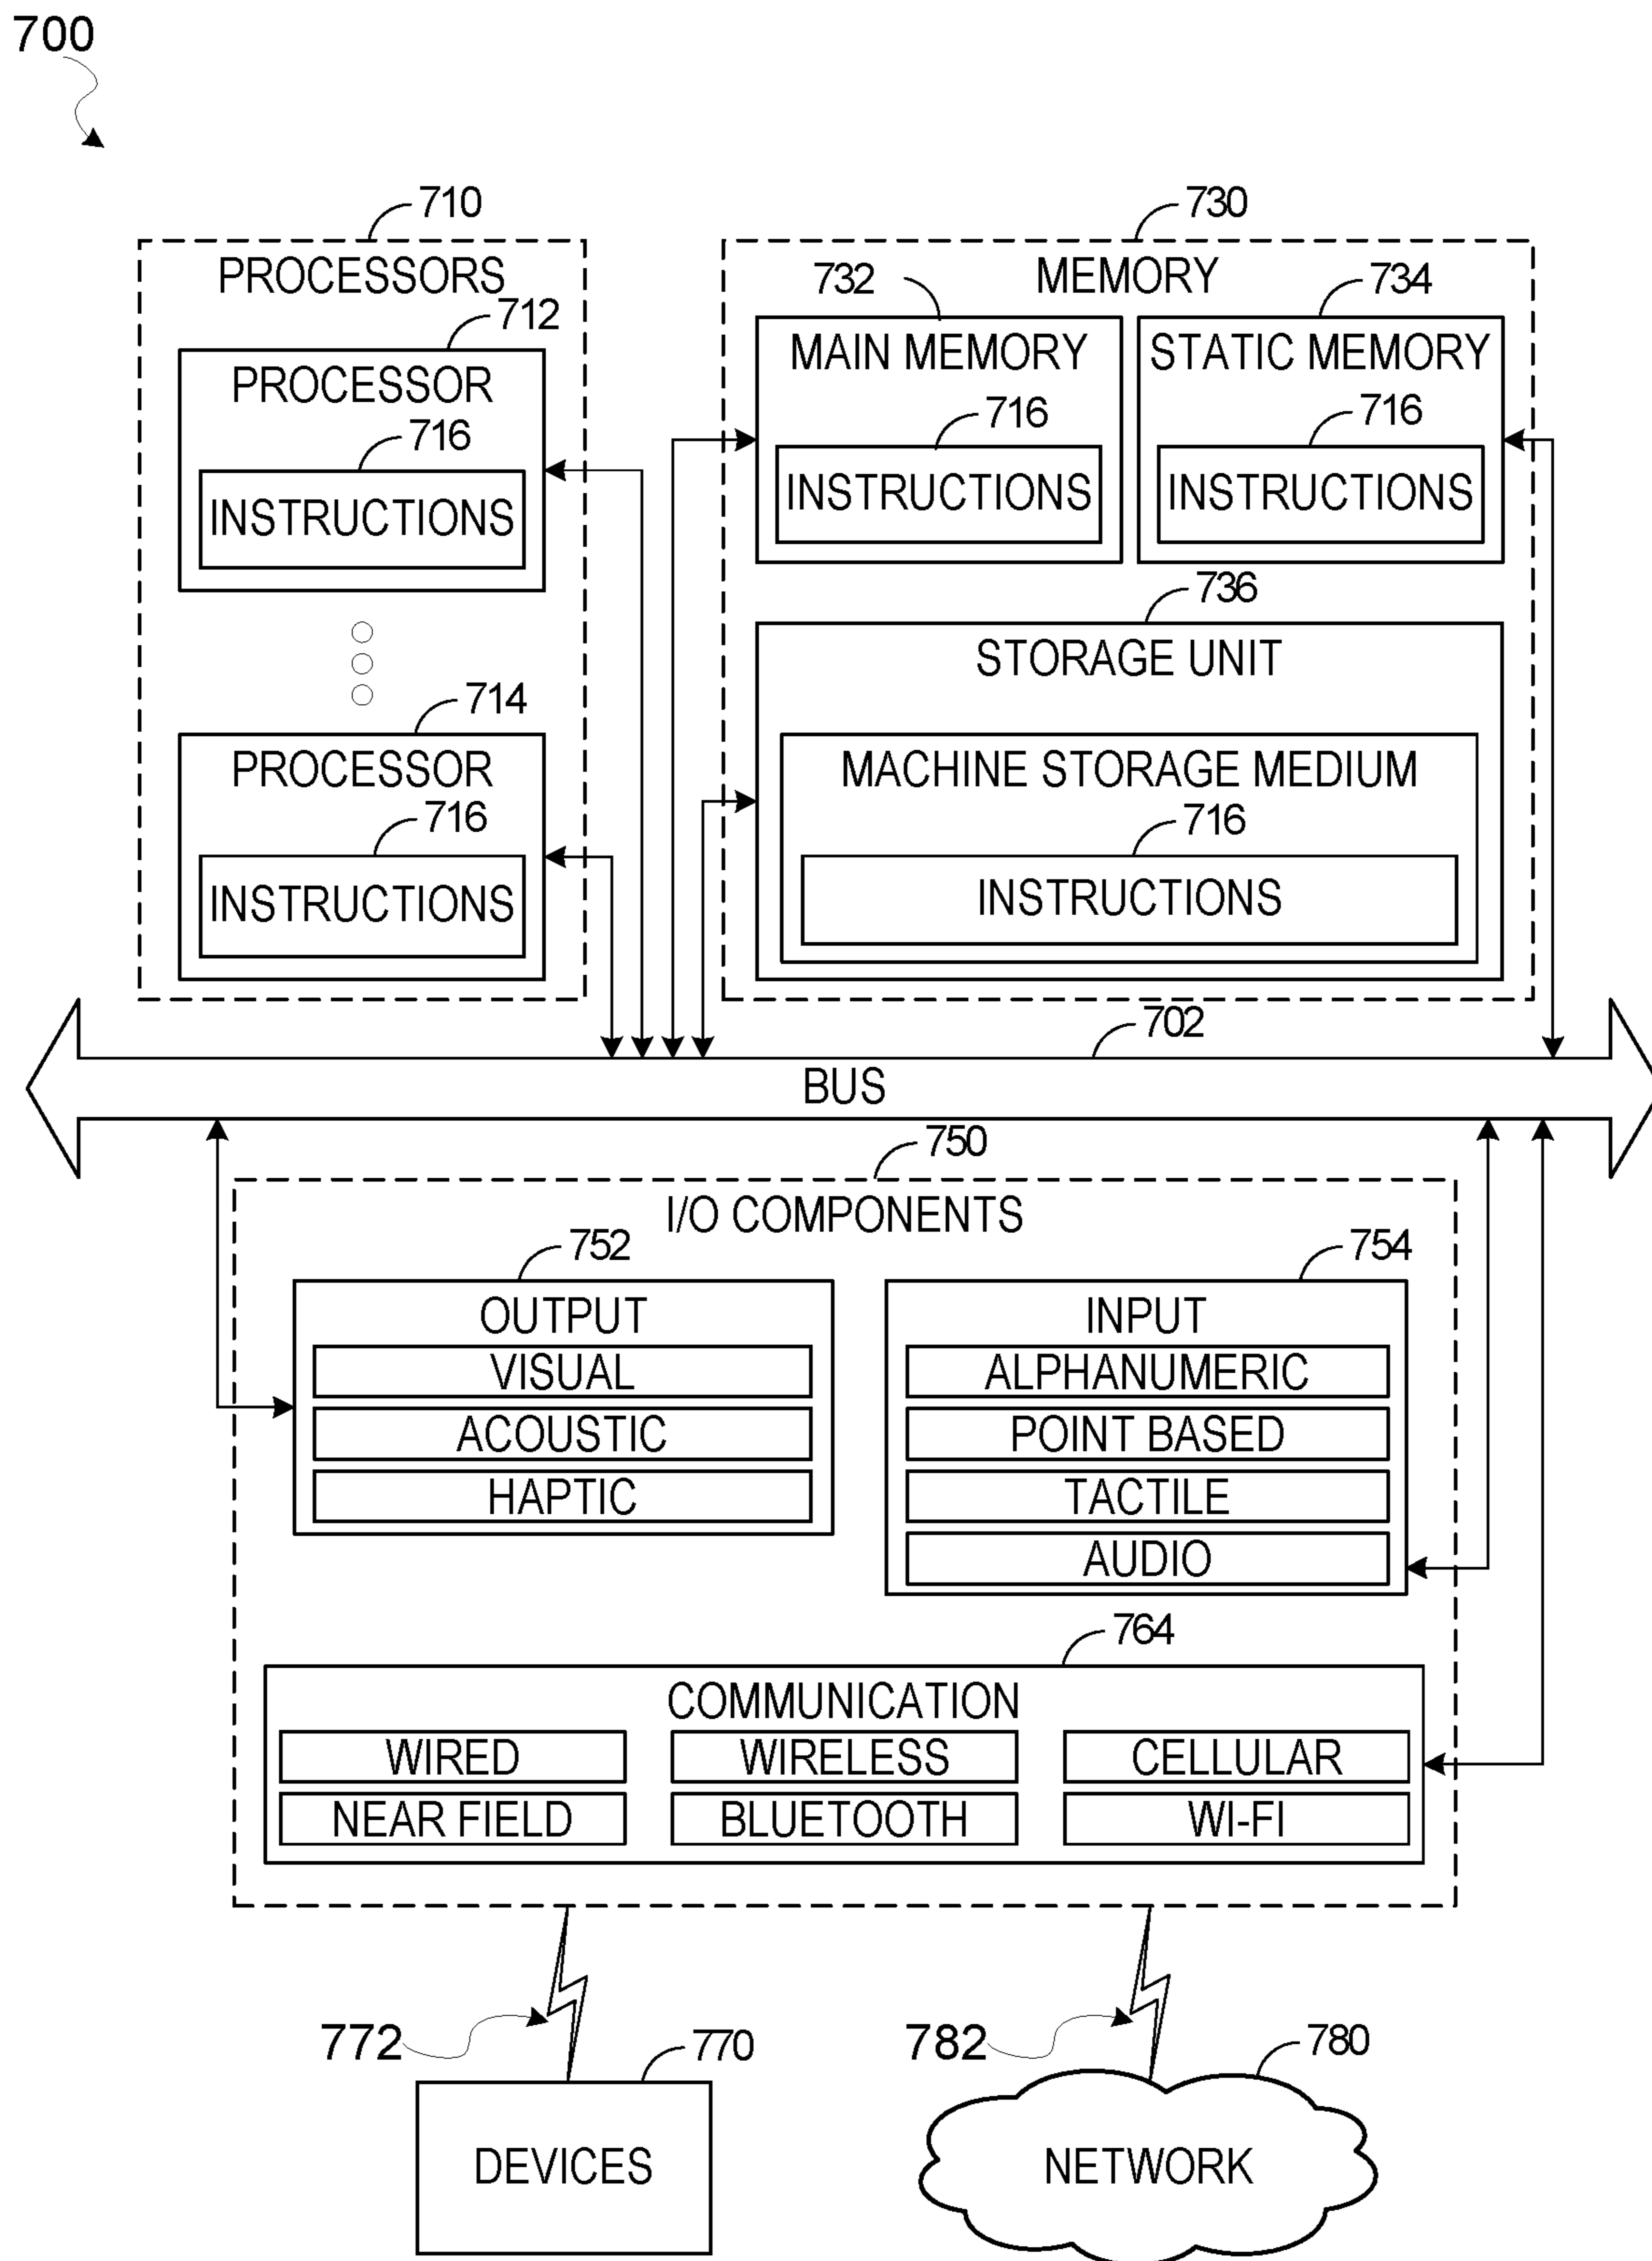 700
710
PROCESSORS
712
PROCESSOR
716
INSTRUCTIONS
714
PROCESSOR
716
INSTRUCTIONS
730
MEMORY
732
MAIN MEMORY
716
INSTRUCTIONS
734
STATIC MEMORY
716
INSTRUCTIONS
736
STORAGE UNIT
MACHINE STORAGE MEDIUM
716
INSTRUCTIONS
702
BUS
750
I/O COMPONENTS
752
OUTPUT
VISUAL
ACOUSTIC
HAPTIC
754
INPUT
ALPHANUMERIC
POINT BASED
TACTILE
AUDIO
764
COMMUNICATION
WIRED
WIRELESS
CELLULAR
NEAR FIELD
BLUETOOTH
WI-FI
772
770
DEVICES
782
780
NETWORK